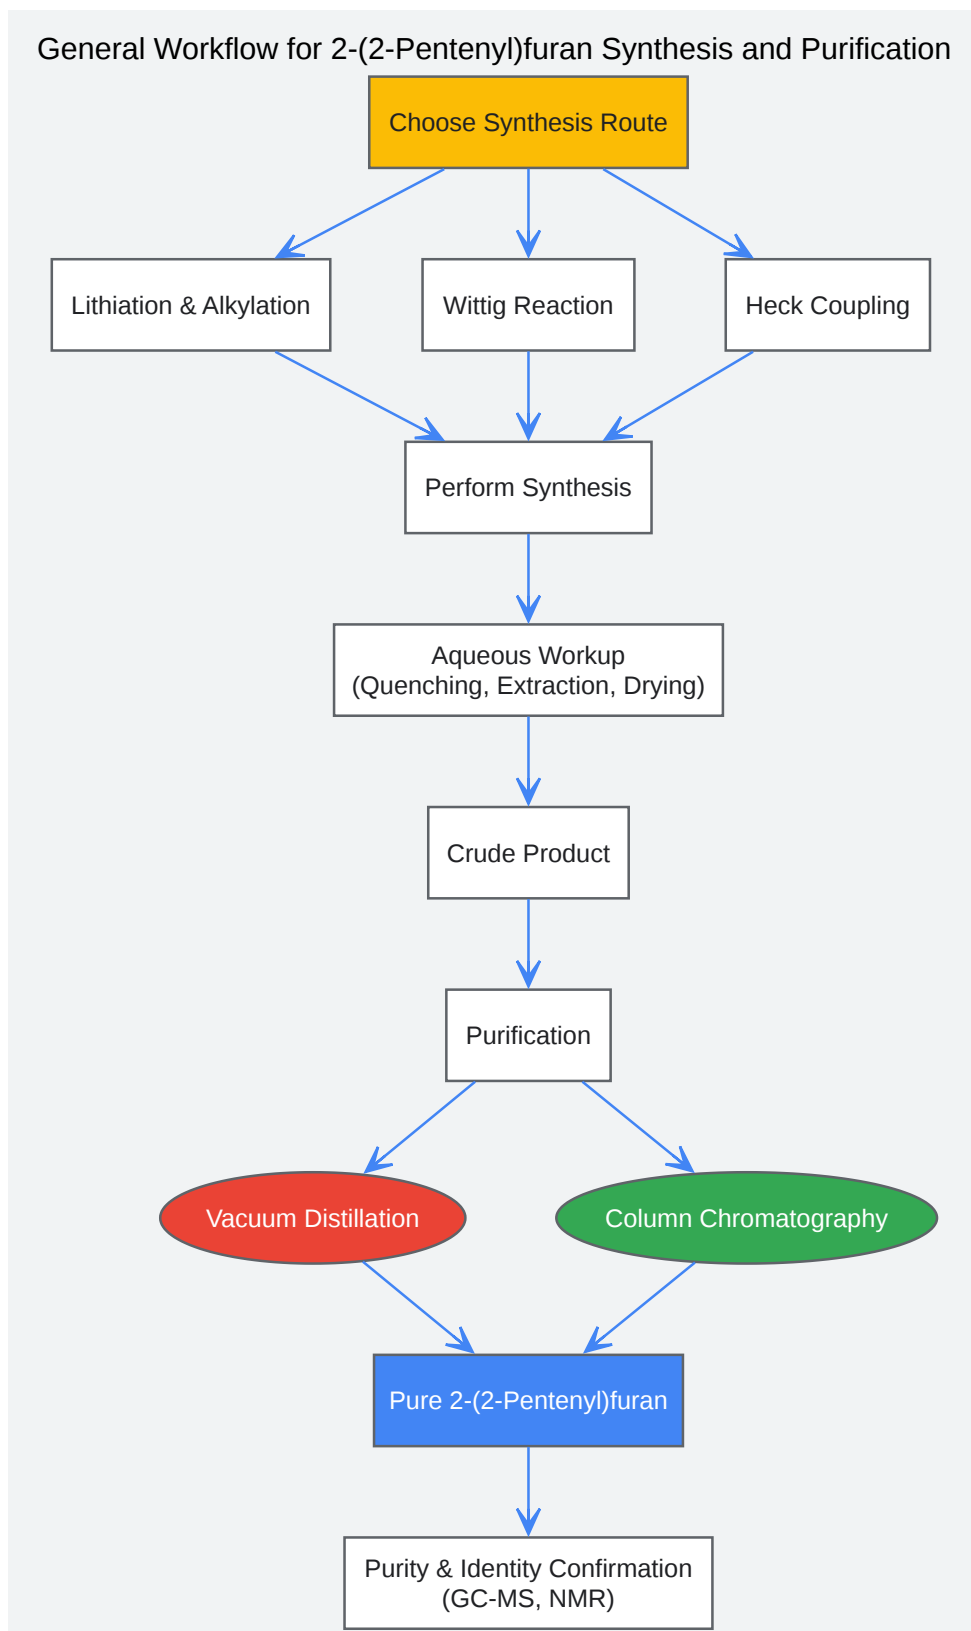 General Workflow for 2-(2-Pentenyl)furan Synthesis and Purification
Choose Synthesis Route
Lithiation & Alkylation
Wittig Reaction
Heck Coupling
Perform Synthesis
Aqueous Workup
(Quenching, Extraction, Drying)
Crude Product
Purification
Vacuum Distillation
Column Chromatography
Pure 2-(2-Pentenyl)furan
Purity & Identity Confirmation
(GC-MS, NMR)